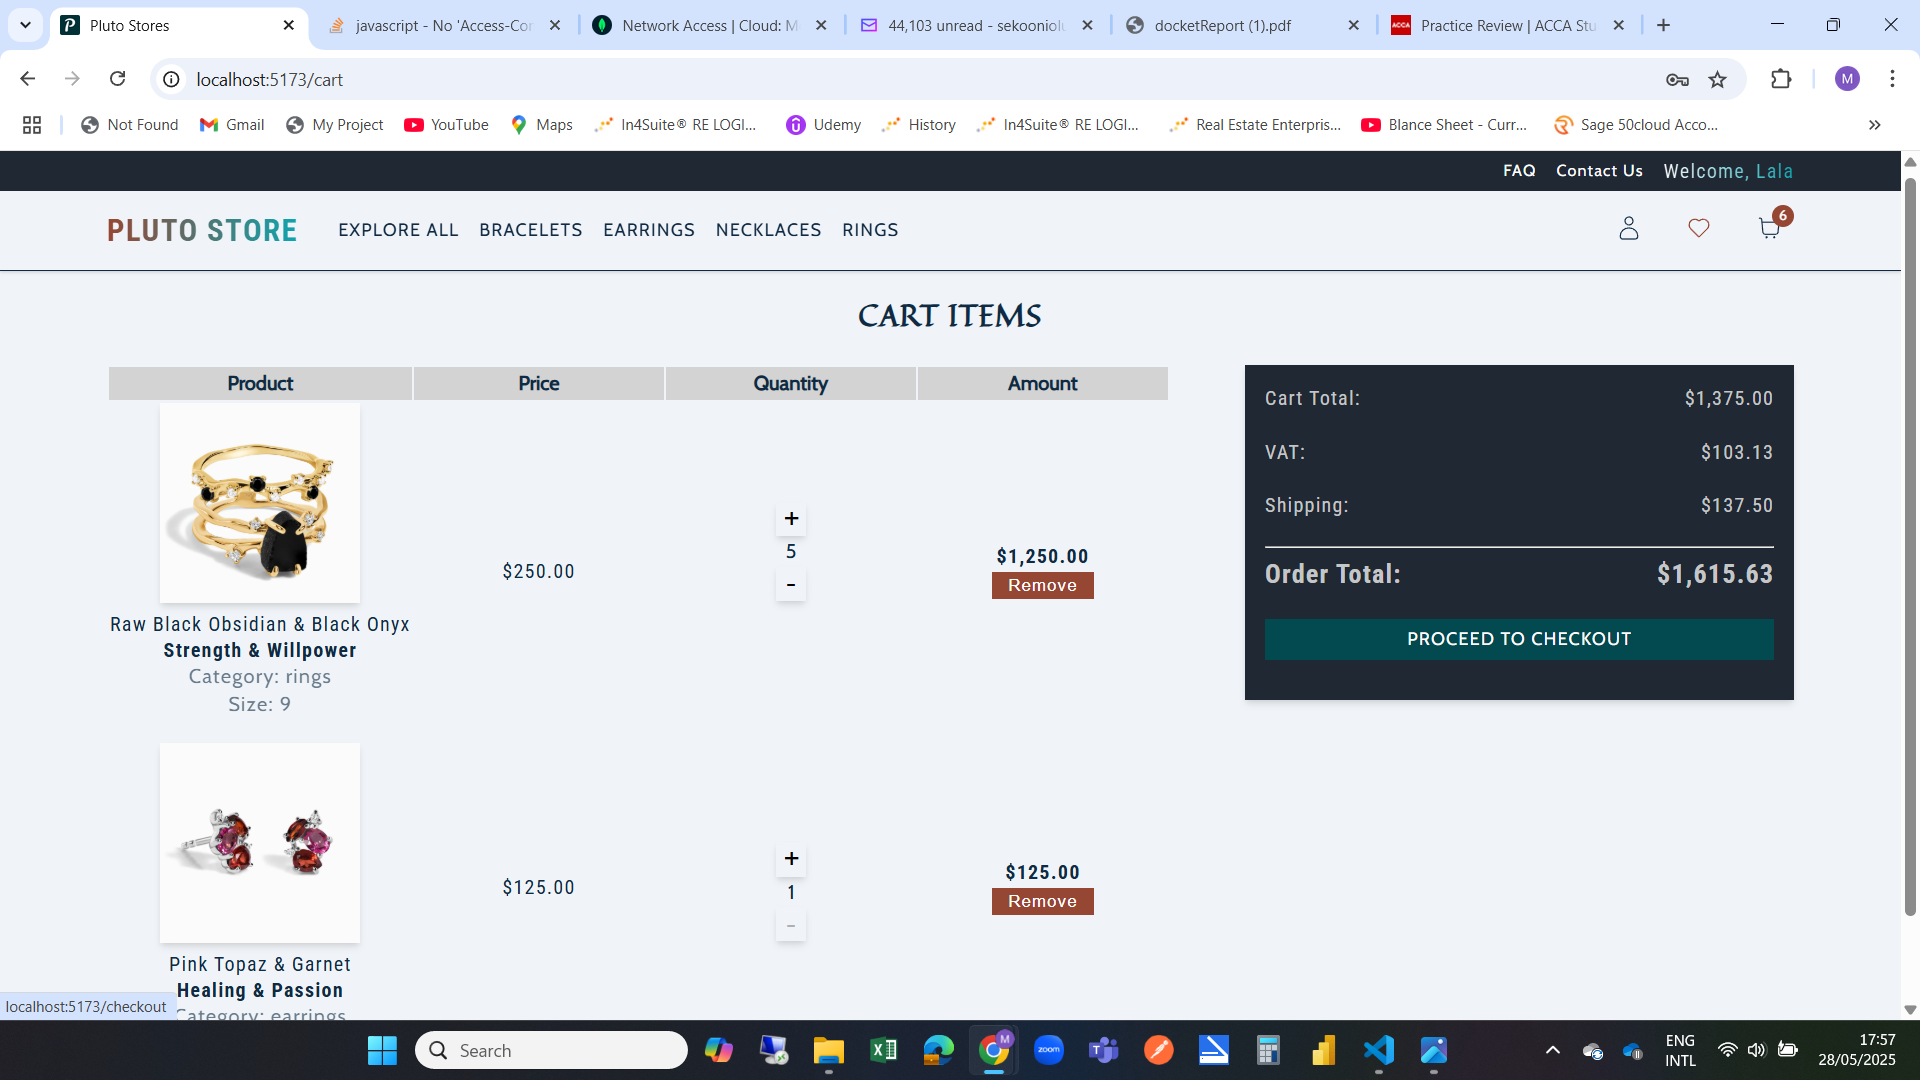 Pluto Stores
javascript - No 'Access-Cor
Network Access | Cloud: M
44,103 unread - sekooniol
docketReport (1).pdf
ACCA
Practice Review | ACCA Stu
localhost:5173/cart
M
Not Found
Gmail
My Project
YouTube
Maps
In4Suite® RE LOGI...
Udemy
History
In4Suite® RE LOGI...
Real Estate Enterpris...
Blance Sheet - Curr...
Sage 50cloud Acco...
FAQ
Contact Us
Welcome, Lala
PLUTO STORE
EXPLORE ALL
BRACELETS
EARRINGS
NECKLACES
RINGS
6
CART ITEMS
Product
Price
Quantity
Amount
$250.00
+
5
-
$1,250.00
Remove
Raw Black Obsidian & Black Onyx
Strength & Willpower
Category: rings
Size: 9
$125.00
+
1
-
$125.00
Remove
Pink Topaz & Garnet
Healing & Passion
Category: earrings
Cart Total:
$1,375.00
VAT:
$103.13
Shipping:
$137.50
Order Total:
$1,615.63
PROCEED TO CHECKOUT
localhost:5173/checkout
Search
M
zoom
ENG
INTL
17:57
28/05/2025